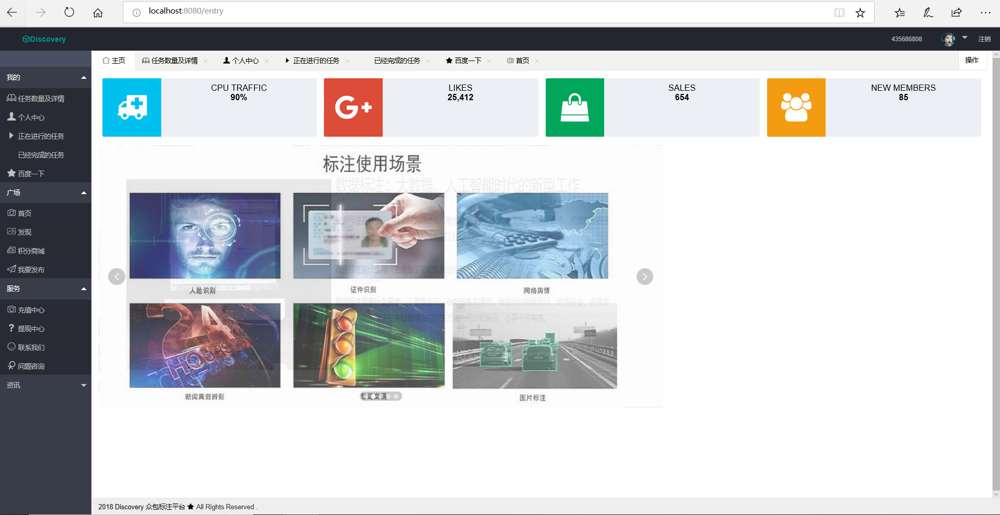 localhost:8080/entry
Discovery
435686808
注销
主页
任务数量及详情
个人中心
正在进行的任务
已经完成的任务
百度一下
首页
操作
我的
任务数量及详情
个人中心
正在进行的任务
已经完成的任务
百度一下
广场
首页
发现
积分商城
我要发布
服务
充值中心
提现中心
联系我们
问题咨询
资讯
CPU TRAFFIC
90%
LIKES
25,412
SALES
654
NEW MEMBERS
85
标注使用场景
数据标注：大数据、人工智能时代的新型工作
人脸识别
证件识别
网络舆情
24
HOURS
新闻真假辨别
智能交通
图片标注
2018 Discovery 众包标注平台 ★ All Rights Reserved .